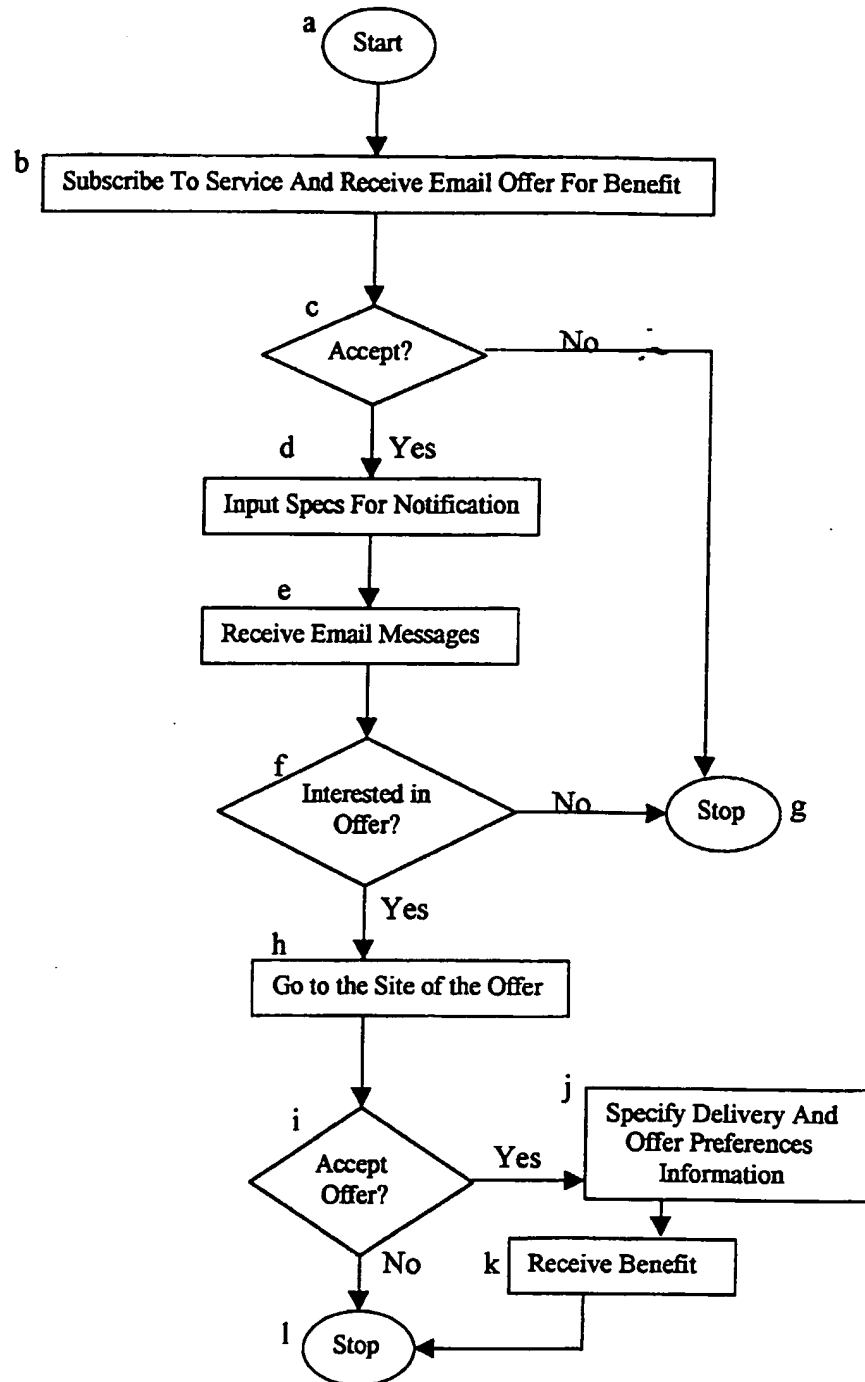 a
Start
b
Subscribe To Service And Receive Email Offer For Benefit
c
Accept?
No
d
Yes
Input Specs For Notification
e
Receive Email Messages
f
Interested in
Offer?
No
Stop
g
Yes
h
Go to the Site of the Offer
i
Accept
Offer?
Yes
j
Specify Delivery And
Offer Preferences
Information
No
k
Receive Benefit
l
Stop